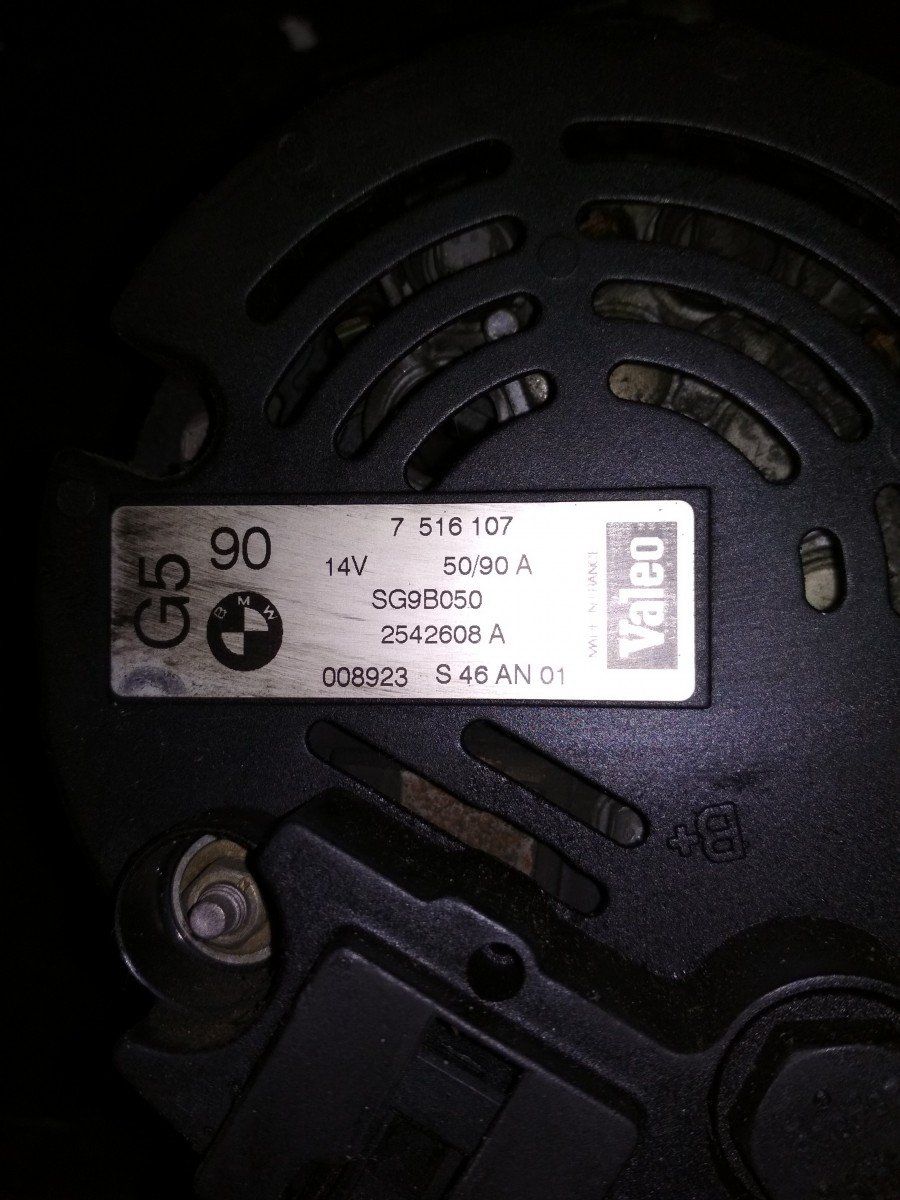 G5
90
BMW
7 516 107
14V 50/90 A
SG9B050
2542608 A
008923 S 46 AN 01
MADE IN FRANCE
Valeo
B+